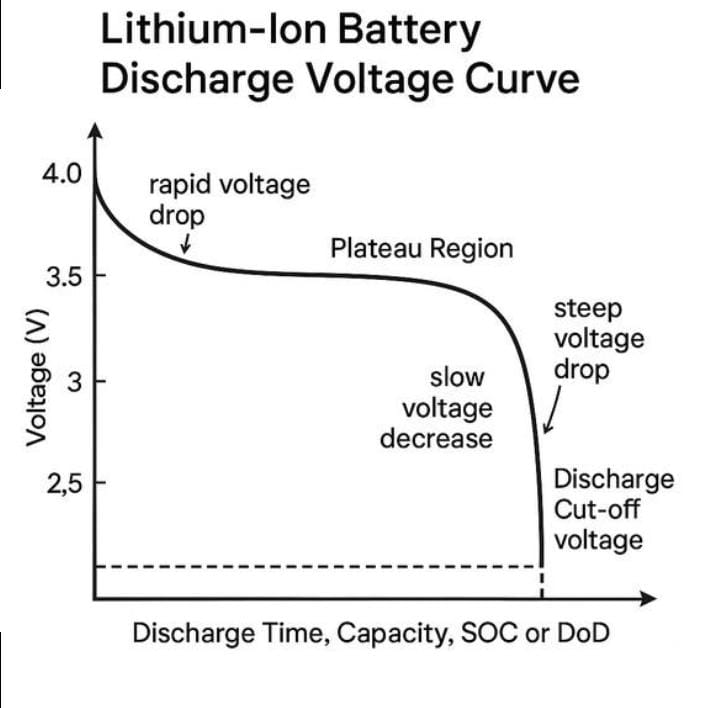 Lithium-Ion Battery
Discharge Voltage Curve
4.0
rapid voltage
drop
Plateau Region
3.5
steep
voltage
drop
Voltage (V)
3
slow
voltage
decrease
2,5
Discharge
Cut-off
voltage
Discharge Time, Capacity, SOC or DoD